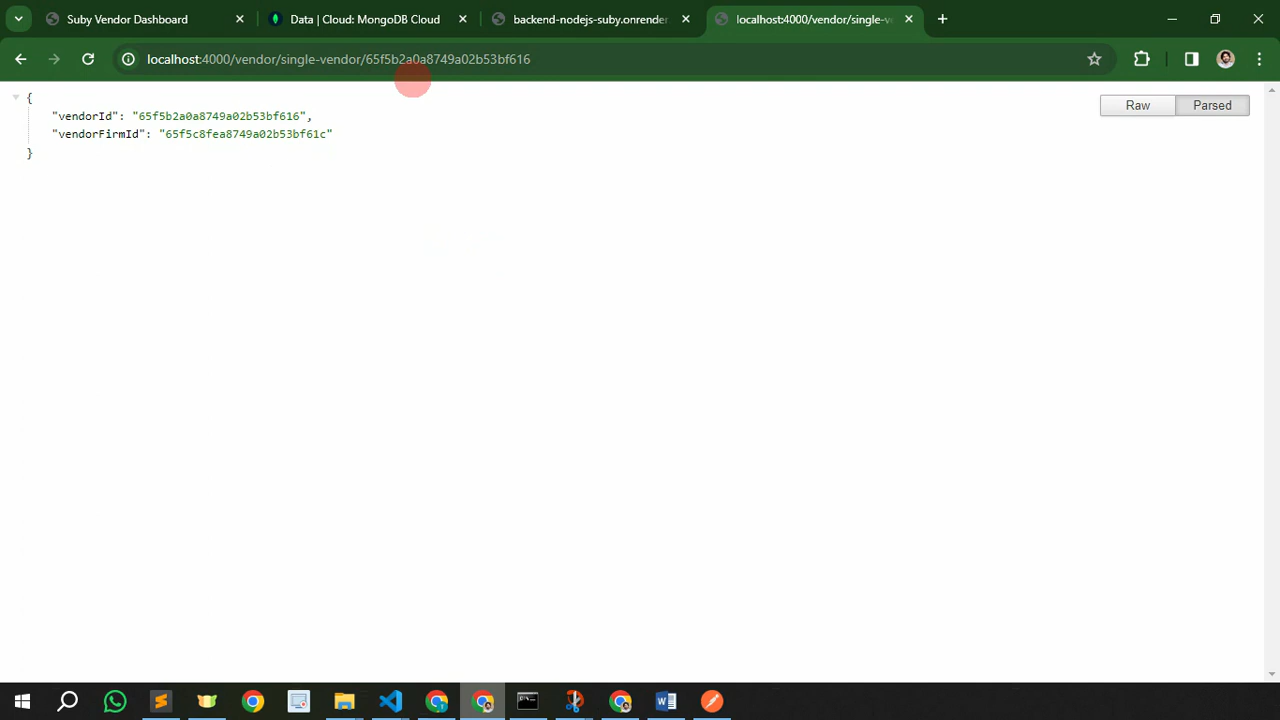 Suby Vendor Dashboard
Data | Cloud: MongoDB Cloud
backend-nodejs-suby.onrender
localhost:4000/vendor/single-v
localhost:4000/vendor/single-vendor/65f5b2a0a8749a02b53bf616
Raw
Parsed
{
"vendorId": "65f5b2a0a8749a02b53bf616",
"vendorFirmId": "65f5c8fea8749a02b53bf61c"
}